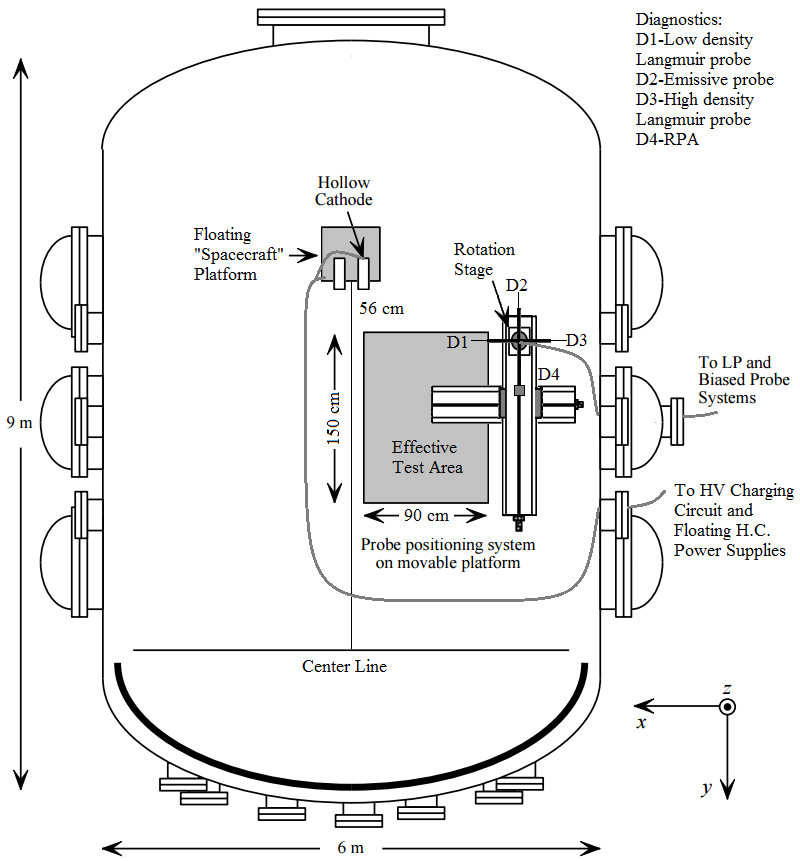 Diagnostics:
D1-Low density
Langmuir probe
D2-Emissive probe
D3-High density
Langmuir probe
D4-RPA
Hollow
Cathode
Floating
"Spacecraft"
Platform
Rotation
Stage
D2
56 cm
D1
D3
D4
To LP and
Biased Probe
Systems
9 m
150 cm
Effective
Test Area
90 cm
To HV Charging
Circuit and
Floating H.C.
Power Supplies
Probe positioning system
on movable platform
Center Line
z
x
y
6 m